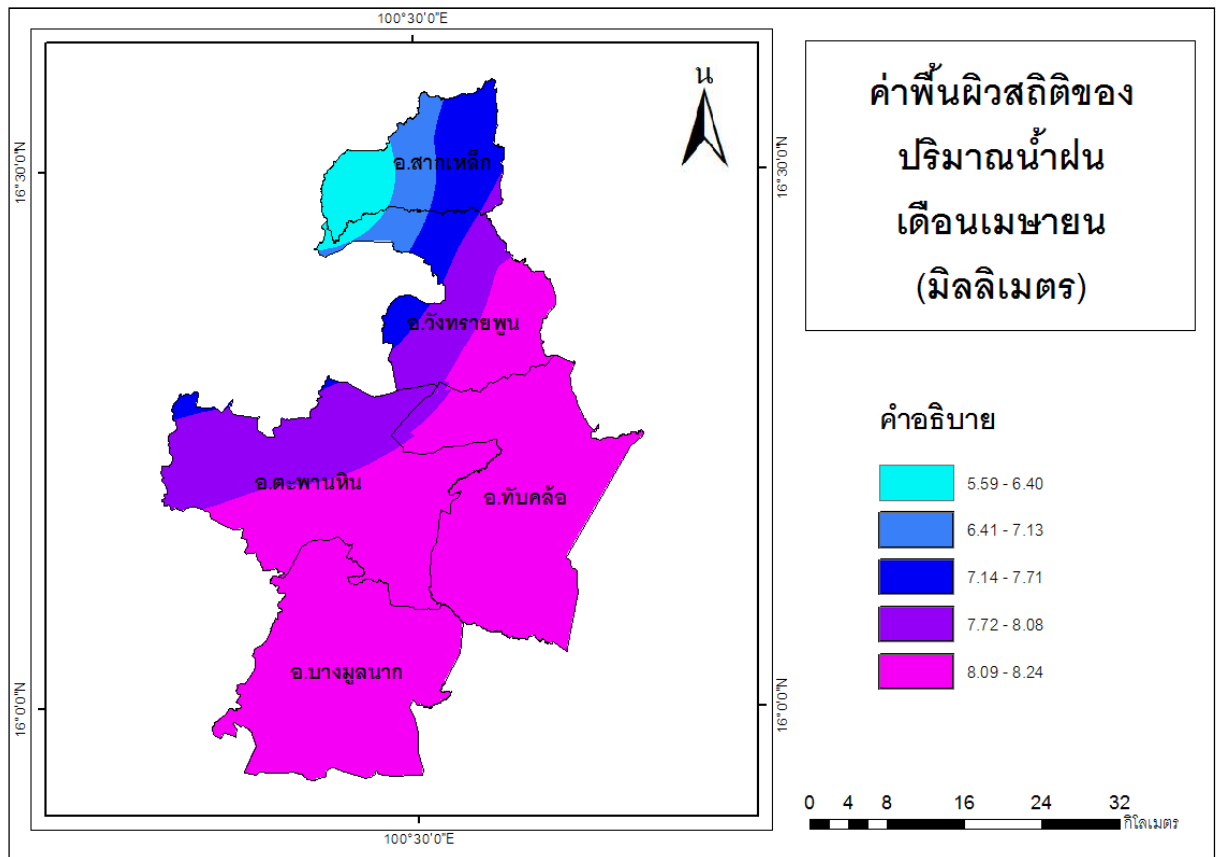 100°30'0"E
น
ค่าพื้นผิวสถิติของ
ปริมาณน้ำฝน
เดือนเมษายน
(มิลลิเมตร)
16°30'0"N
16°30'0"N
อ.สากเหล็ก
อ.วังทรายพูน
อ.ตะพานหิน
อ.ทับคล้อ
อ.บางมูลนาก
16°0'0"N
16°0'0"N
100°30'0"E
คำอธิบาย
5.59 - 6.40
6.41 - 7.13
7.14 - 7.71
7.72 - 8.08
8.09 - 8.24
0 4 8 16 24 32
กิโลเมตร